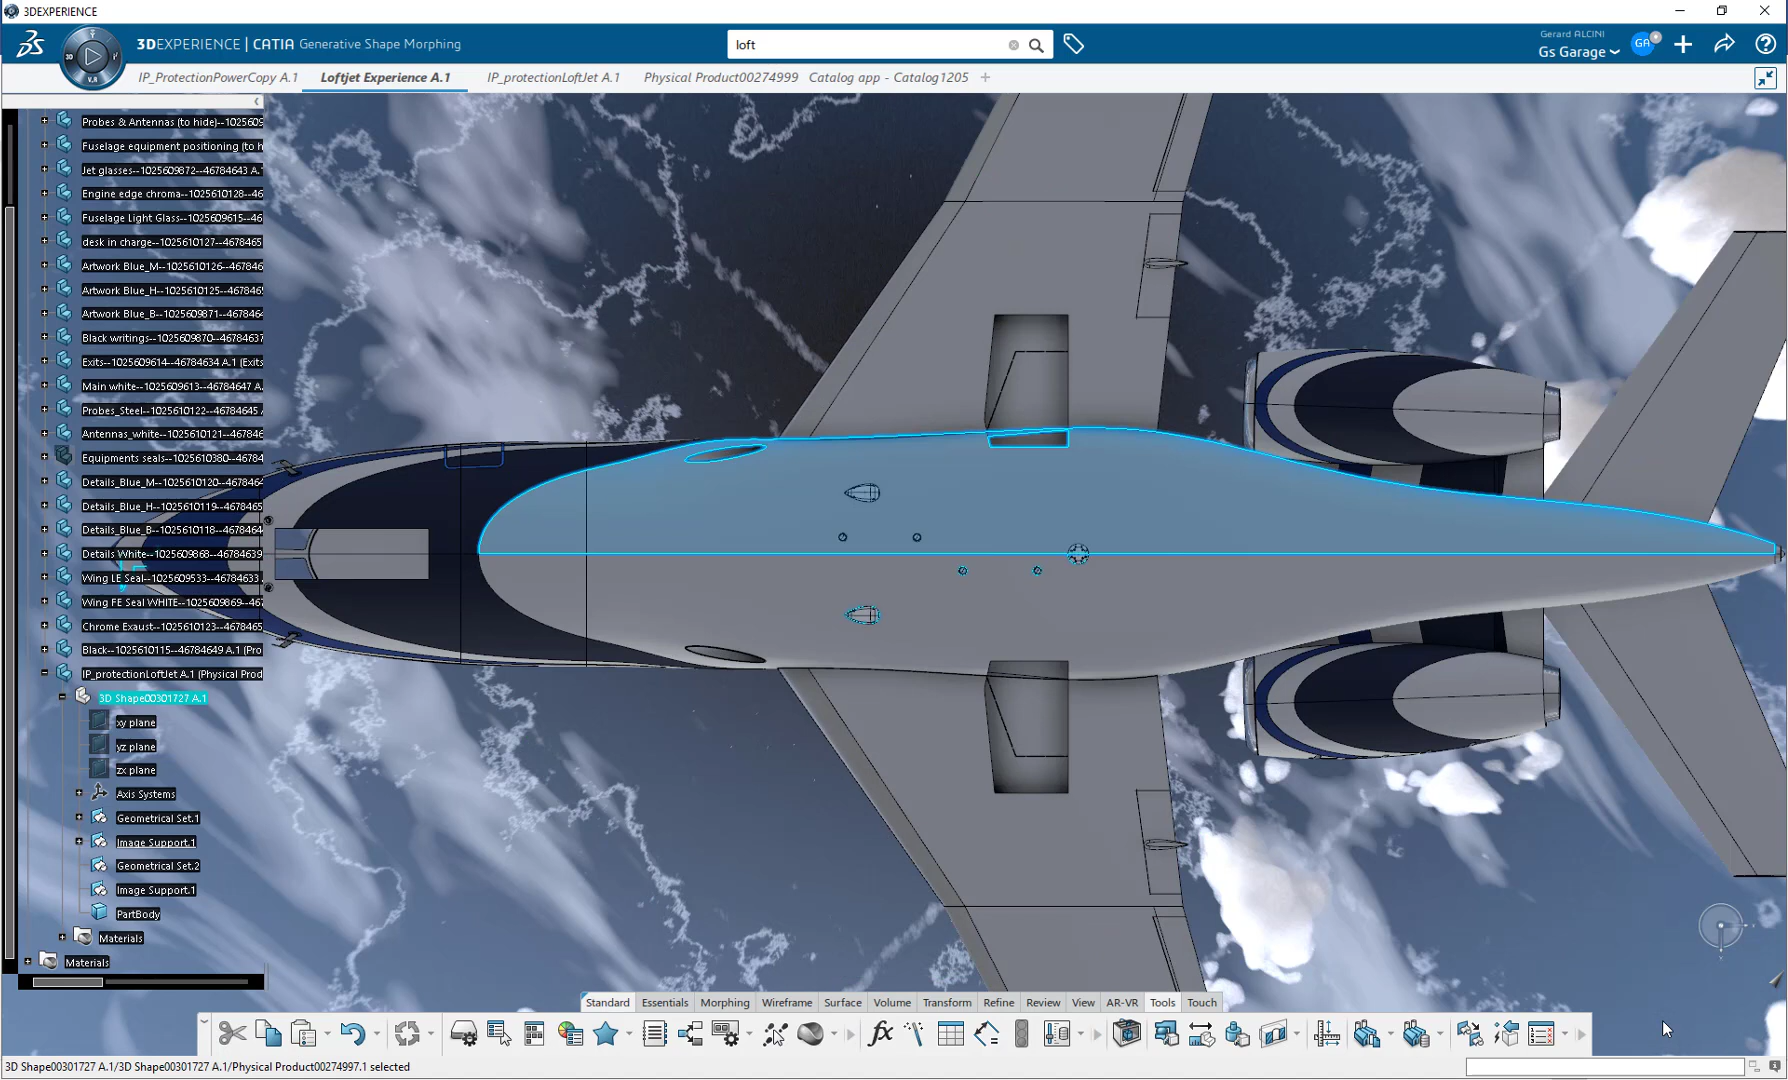 3DEXPERIENCE
3DEXPERIENCE | CATIA Generative Shape Morphing
loft
Gerard ALCINI
Gs Garage
GA
3D
V.R
IP_ProtectionPowerCopy A.1
Loftjet Experience A.1
IP_protectionLoftJet A.1
Physical Product00274999
Catalog app - Catalog1205
Probes & Antennas (to hide)--1025609
Fuselage equipment positioning (to h
Jet glasses--1025609872--46784643 A.
Engine edge chroma--1025610128--46
Fuselage Light Glass--1025609615--46
desk in charge--1025610127--4678465
Artwork Blue_M--1025610126--467846
Artwork Blue_H--1025610125--467846
Artwork Blue_B--1025609871--467846
Black writings--1025609870--46784637
Exits--1025609614--46784634 A.1 (Exits
Main white--1025609613--46784647 A.
Probes_Steel--1025610122--46784645
Antennas_white--1025610121--467846
Equipments seals--1025610380--46784
Details_Blue_M--1025610120--4678465
Details_Blue_H--1025610119--4678465
Details_Blue_B--1025610118--4678464
Details White--1025609868--46784639
Wing LE Seal--1025609533--46784633
Wing FE Seal WHITE--1025609869--467
Chrome Exaust--1025610123--4678465
Black--1025610115--46784649 A.1 (Pro
IP_protectionLoftJet A.1 (Physical Prod
3D Shape00301727 A.1
xy plane
yz plane
zx plane
Axis Systems
Geometrical Set.1
Image Support.1
Geometrical Set.2
Image Support.1
PartBody
Materials
Materials
Standard Essentials Morphing Wireframe Surface Volume Transform Refine Review View AR-VR Tools Touch
fx
3D Shape00301727 A.1/3D Shape00301727 A.1/Physical Product00274997.1 selected